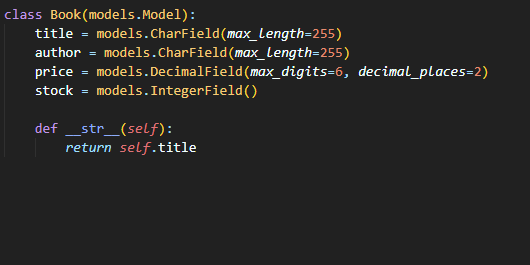 class Book(models.Model):
    title = models.CharField(max_length=255)
    author = models.CharField(max_length=255)
    price = models.DecimalField(max_digits=6, decimal_places=2)
    stock = models.IntegerField()

    def __str__(self):
        return self.title